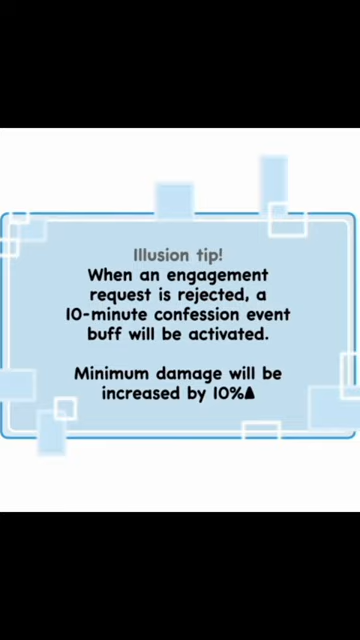 Illusion tip!
When an engagement
request is rejected, a
10-minute confession event
buff will be activated.
Minimum damage will be
increased by 10%▲